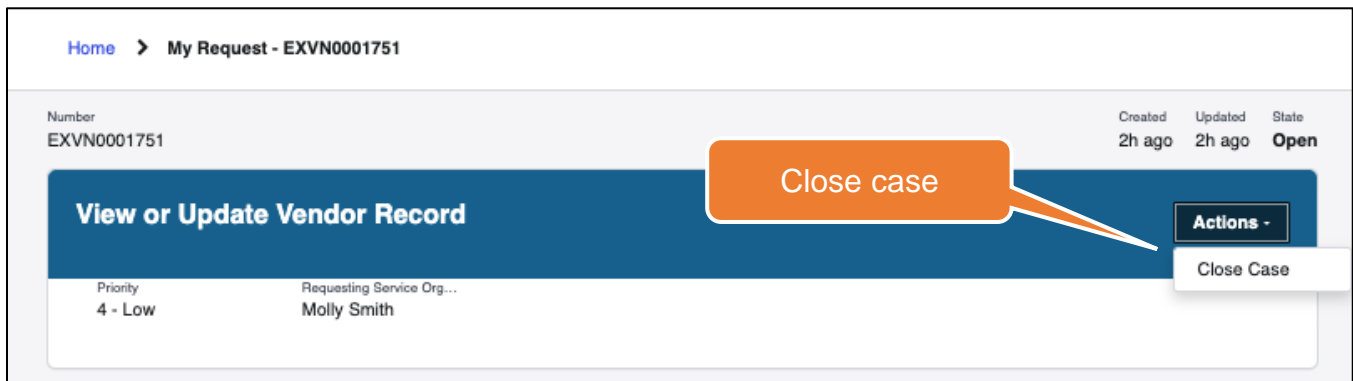 Home > My Request - EXVN0001751
Number
EXVN0001751
Created Updated State
2h ago 2h ago Open
Close case
View or Update Vendor Record
Actions -
Close Case
Priority
4 - Low
Requesting Service Org...
Molly Smith